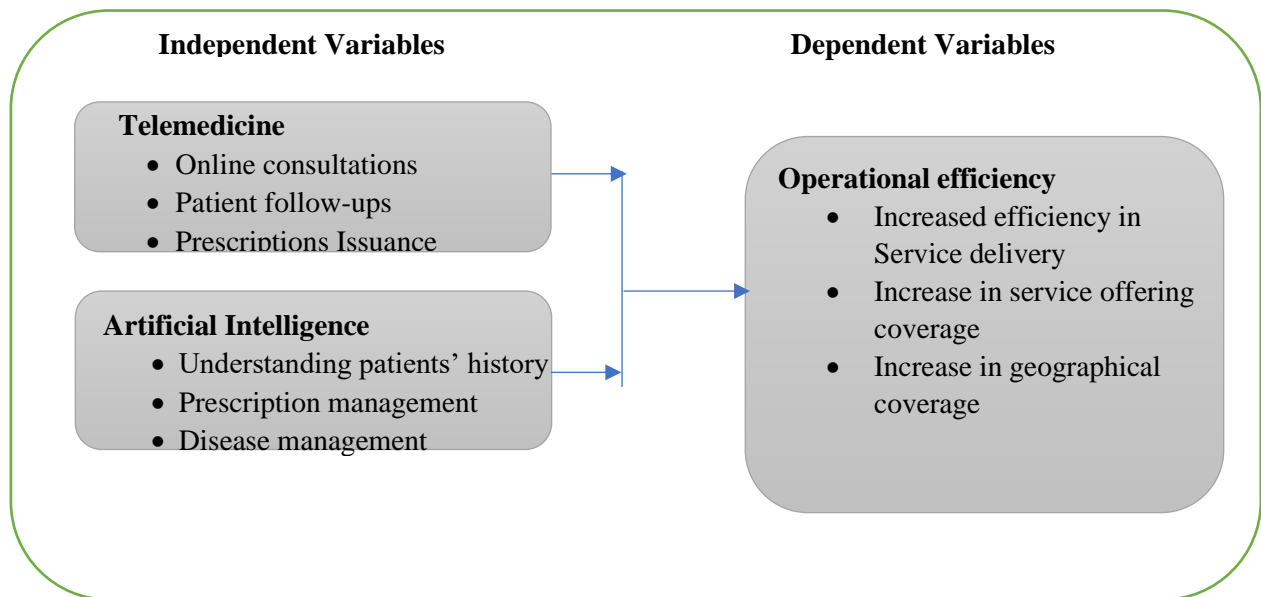 Independent Variables
Dependent Variables
Telemedicine
• Online consultations
• Patient follow-ups
• Prescriptions Issuance
Artificial Intelligence
• Understanding patients’ history
• Prescription management
• Disease management
Operational efficiency
• Increased efficiency in
Service delivery
• Increase in service offering
coverage
• Increase in geographical
coverage